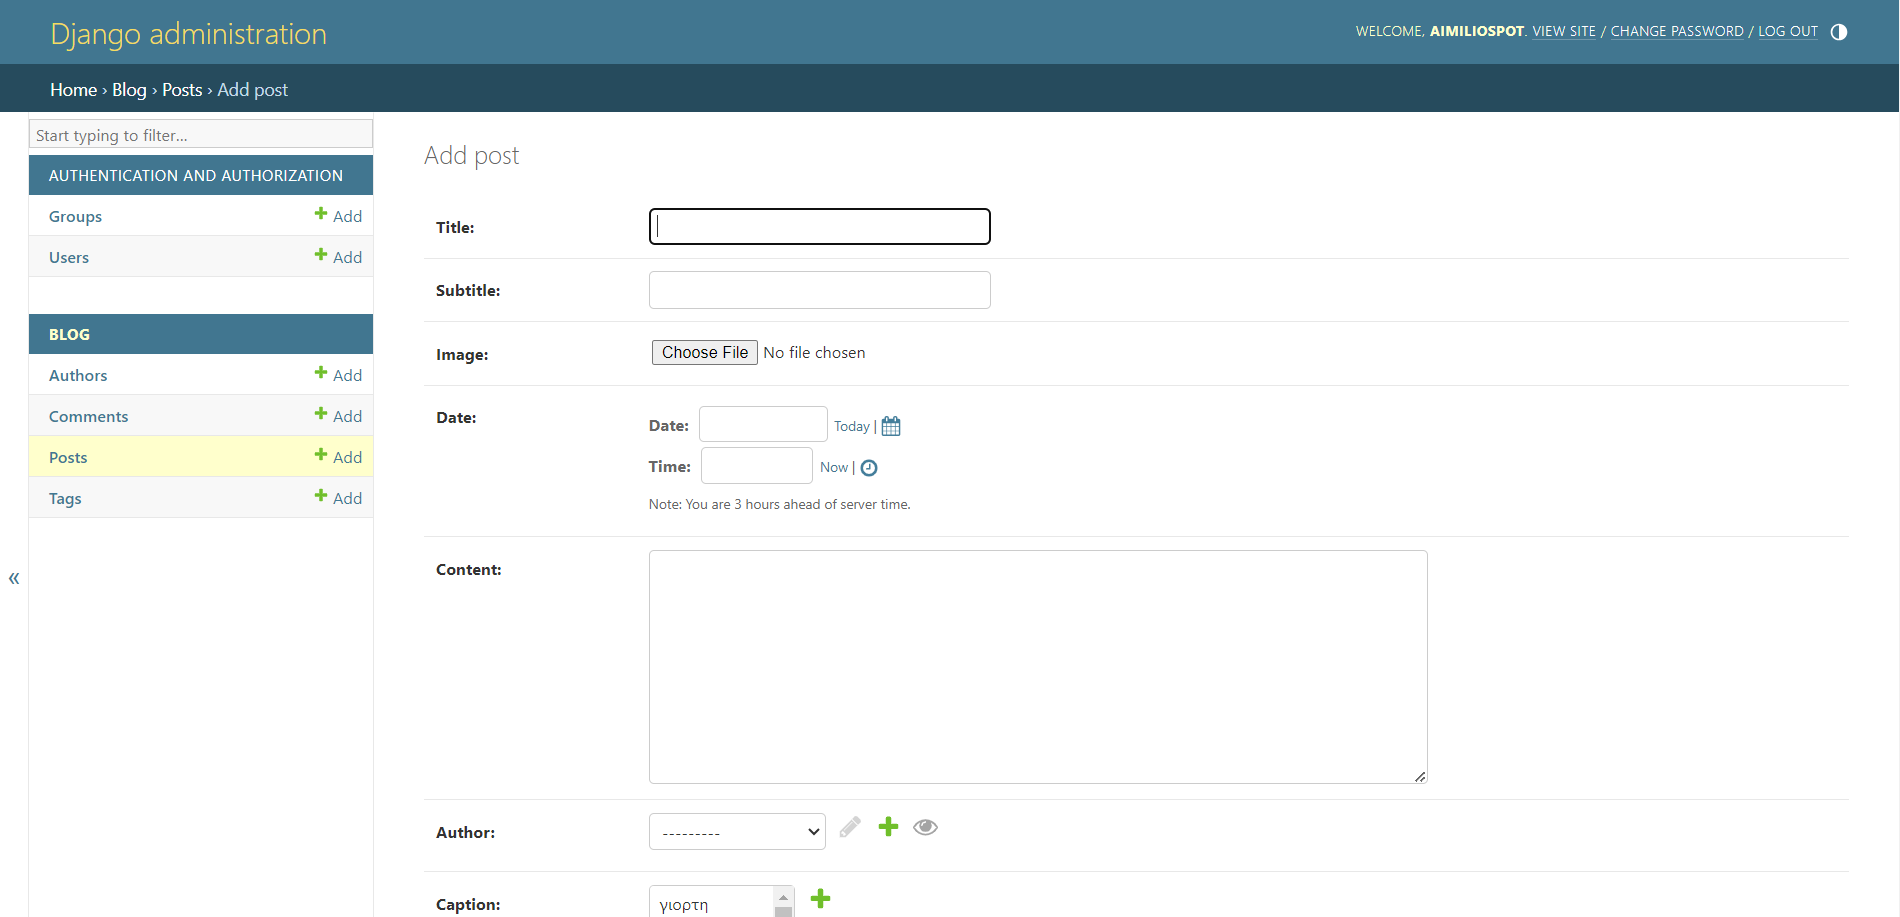 Django administration
WELCOME, AIMILIOSPOT. VIEW SITE / CHANGE PASSWORD / LOG OUT
Home › Blog › Posts › Add post
Start typing to filter...
AUTHENTICATION AND AUTHORIZATION
Groups Add
Users Add
BLOG
Authors Add
Comments Add
Posts Add
Tags Add
«
Add post
Title:
Subtitle:
Image: Choose File No file chosen
Date: Date: Today |
Time: Now |
Note: You are 3 hours ahead of server time.
Content:
Author: ---------
Caption: γιορτη